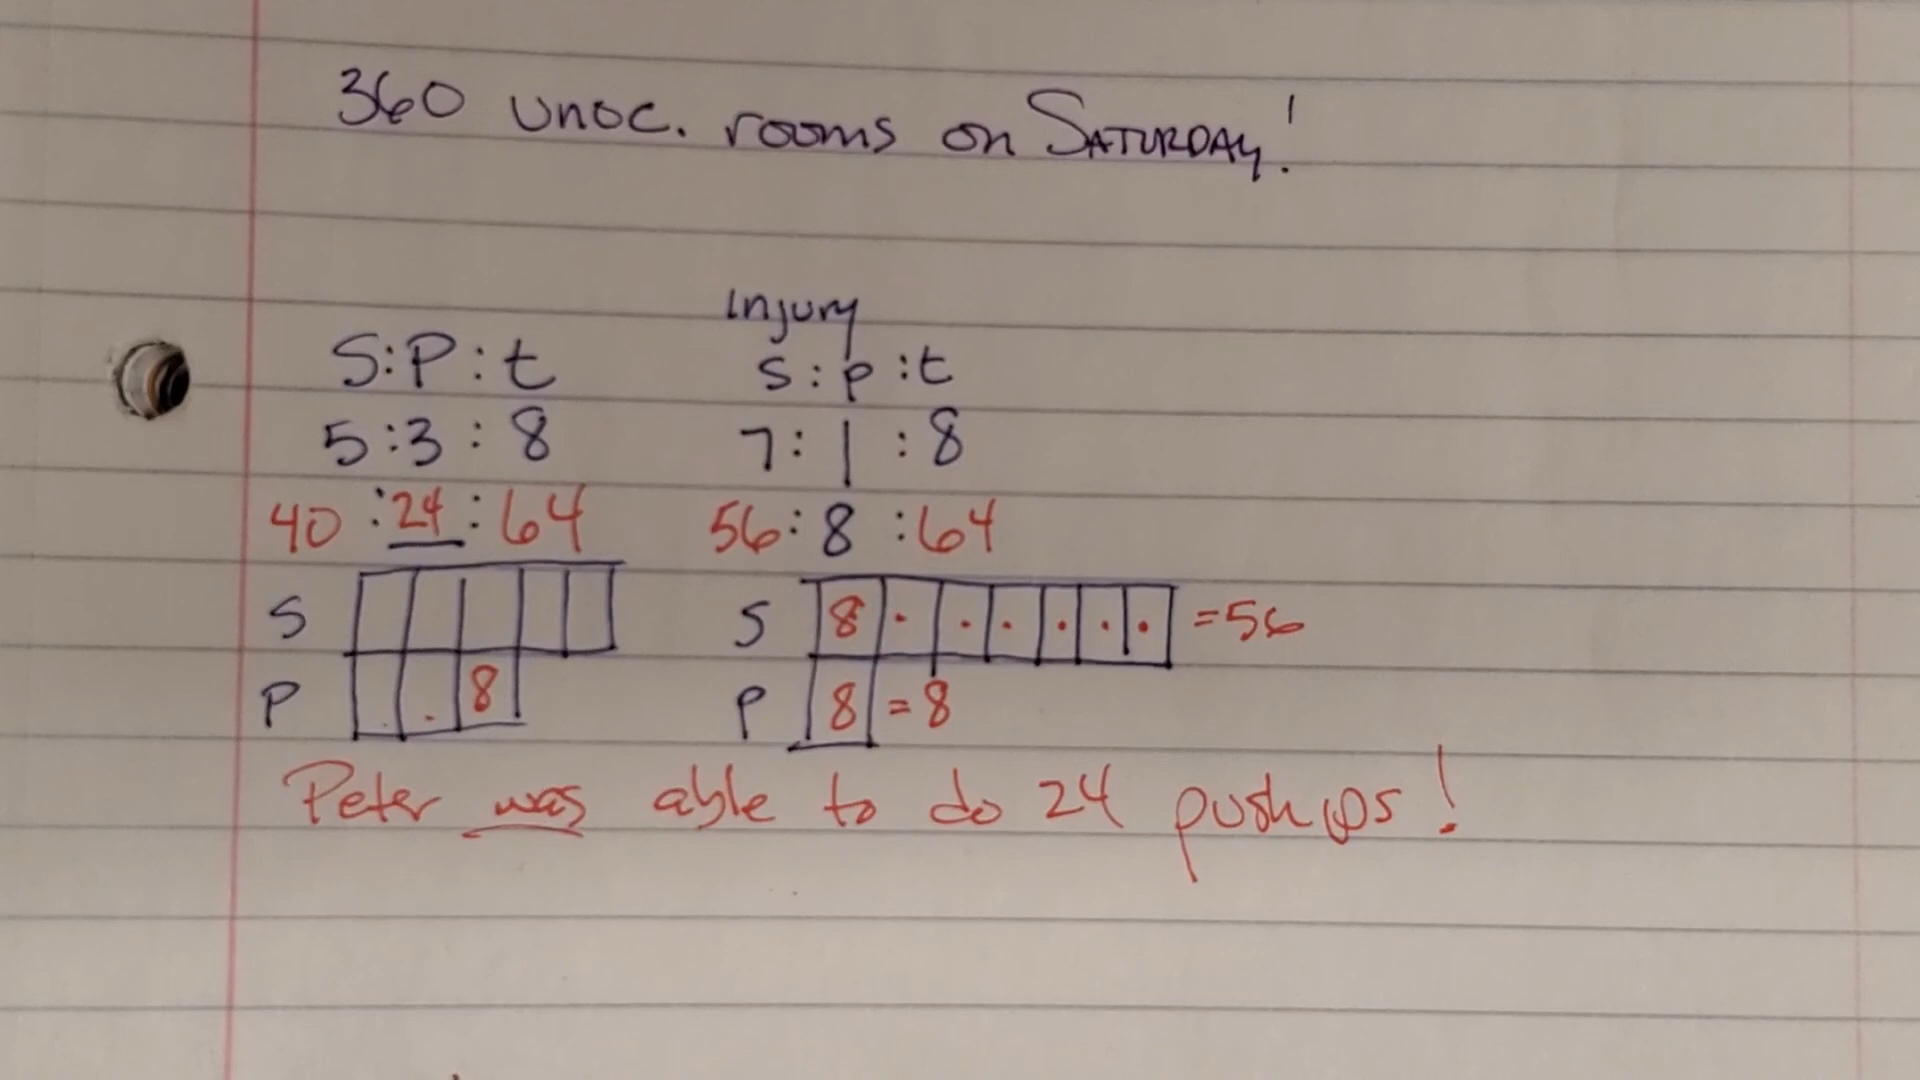 360 unoc. rooms on SATURDAY!
Injury
S:P:t s:p:t
5:3:8 7:1:8
40:24:64 56:8:64
S S 8 . . . . . . =56
P . . 8 P 8 =8
Peter was able to do 24 pushups!